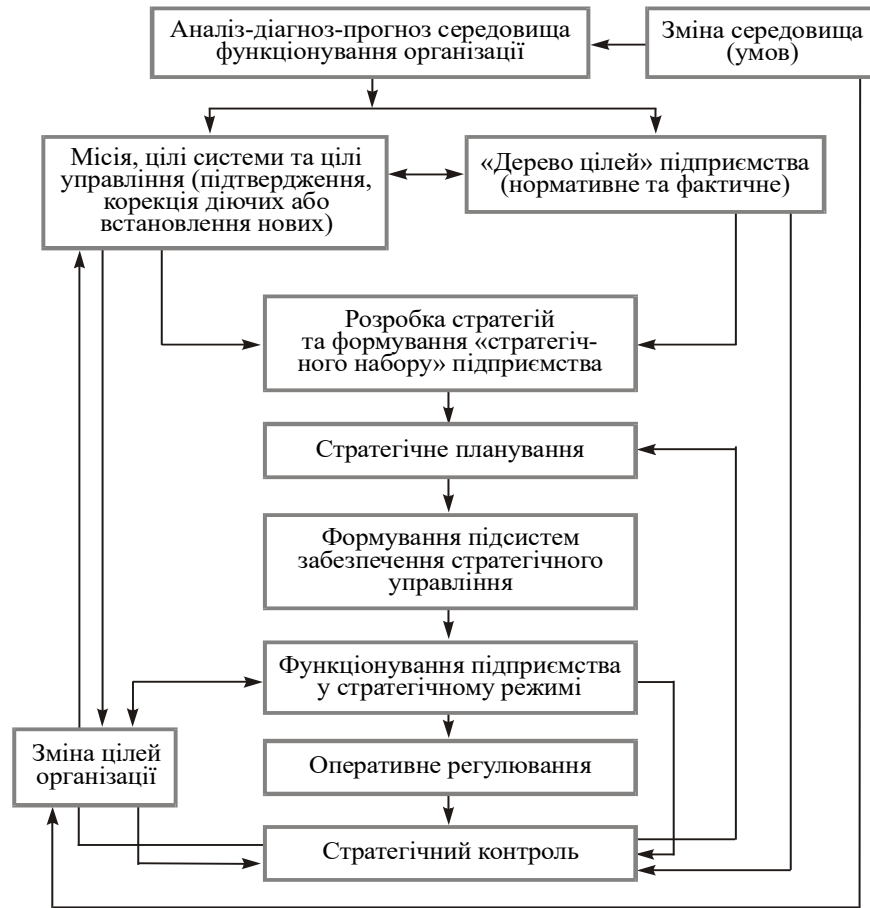 Аналіз-діагноз-прогноз середовища
функціонування організації
Зміна середовища
(умов)
Місія, цілі системи та цілі
управління (підтвердження,
корекція діючих або
встановлення нових)
«Дерево цілей» підприємства
(нормативне та фактичне)
Розробка стратегій
та формування «стратегіч-
ного набору» підприємства
Стратегічне планування
Формування підсистем
забезпечення стратегічного
управління
Функціонування підприємства
у стратегічному режимі
Зміна цілей
організації
Оперативне регулювання
Стратегічний контроль